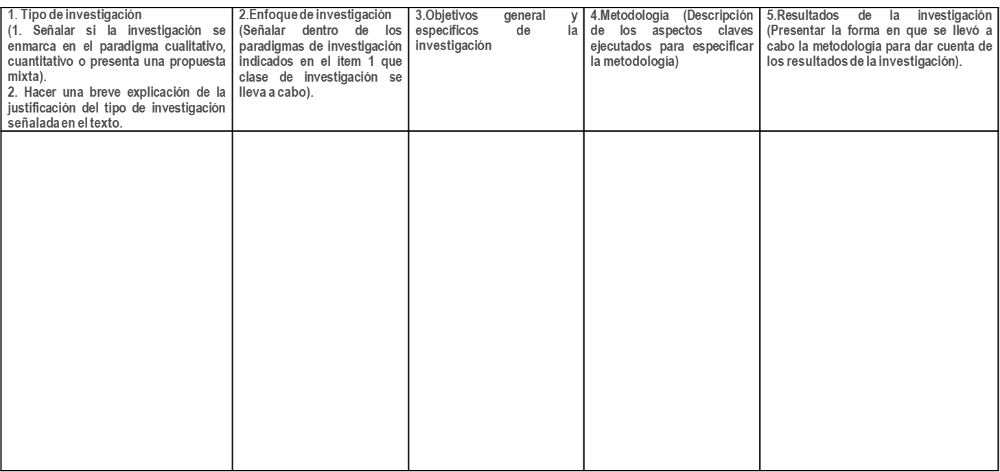 1. Tipo de investigación
(1. Señalar si la investigación se
enmarca en el paradigma cualitativo,
cuantitativo o presenta una propuesta
mixta).
2. Hacer una breve explicación de la
justificación del tipo de investigación
señalada en el texto.
2.Enfoque de investigación
(Señalar dentro de los
paradigmas de investigación
indicados en el ítem 1 que
clase de investigación se
lleva a cabo).
3.Objetivos general y
específicos de la
investigación
4.Metodología (Descripción
de los aspectos claves
ejecutados para especificar
la metodología)
5.Resultados de la investigación
(Presentar la forma en que se llevó a
cabo la metodología para dar cuenta de
los resultados de la investigación).